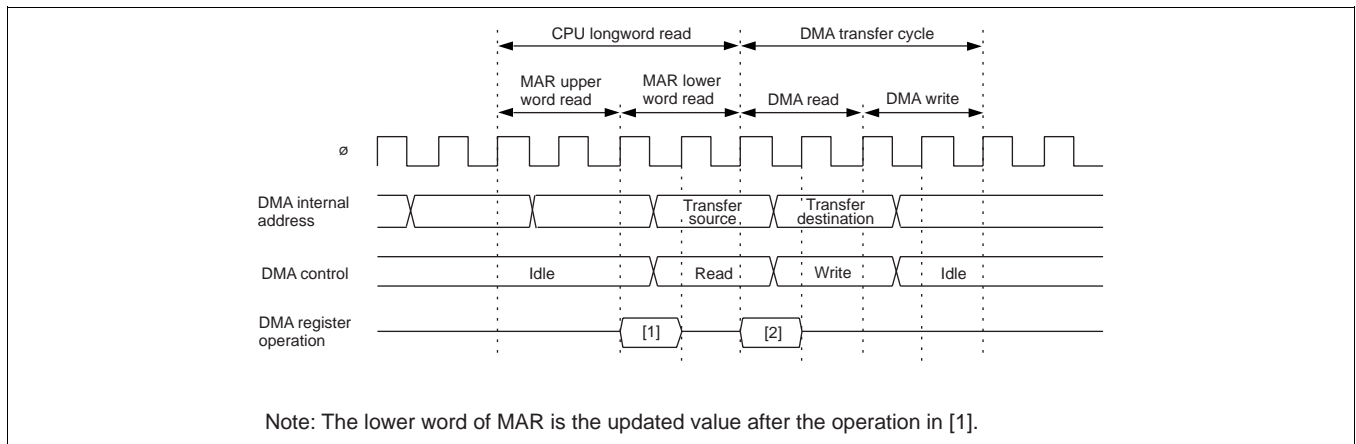 CPU longword read
DMA transfer cycle
MAR upper
word read
MAR lower
word read
DMA read
DMA write
ø
DMA internal
address
Transfer
source
Transfer
destination
DMA control
Idle
Read
Write
Idle
DMA register
operation
[1]
[2]
Note: The lower word of MAR is the updated value after the operation in [1].